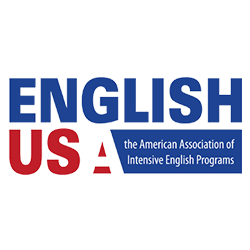 ENGLISH
USA
the American Association of
Intensive English Programs